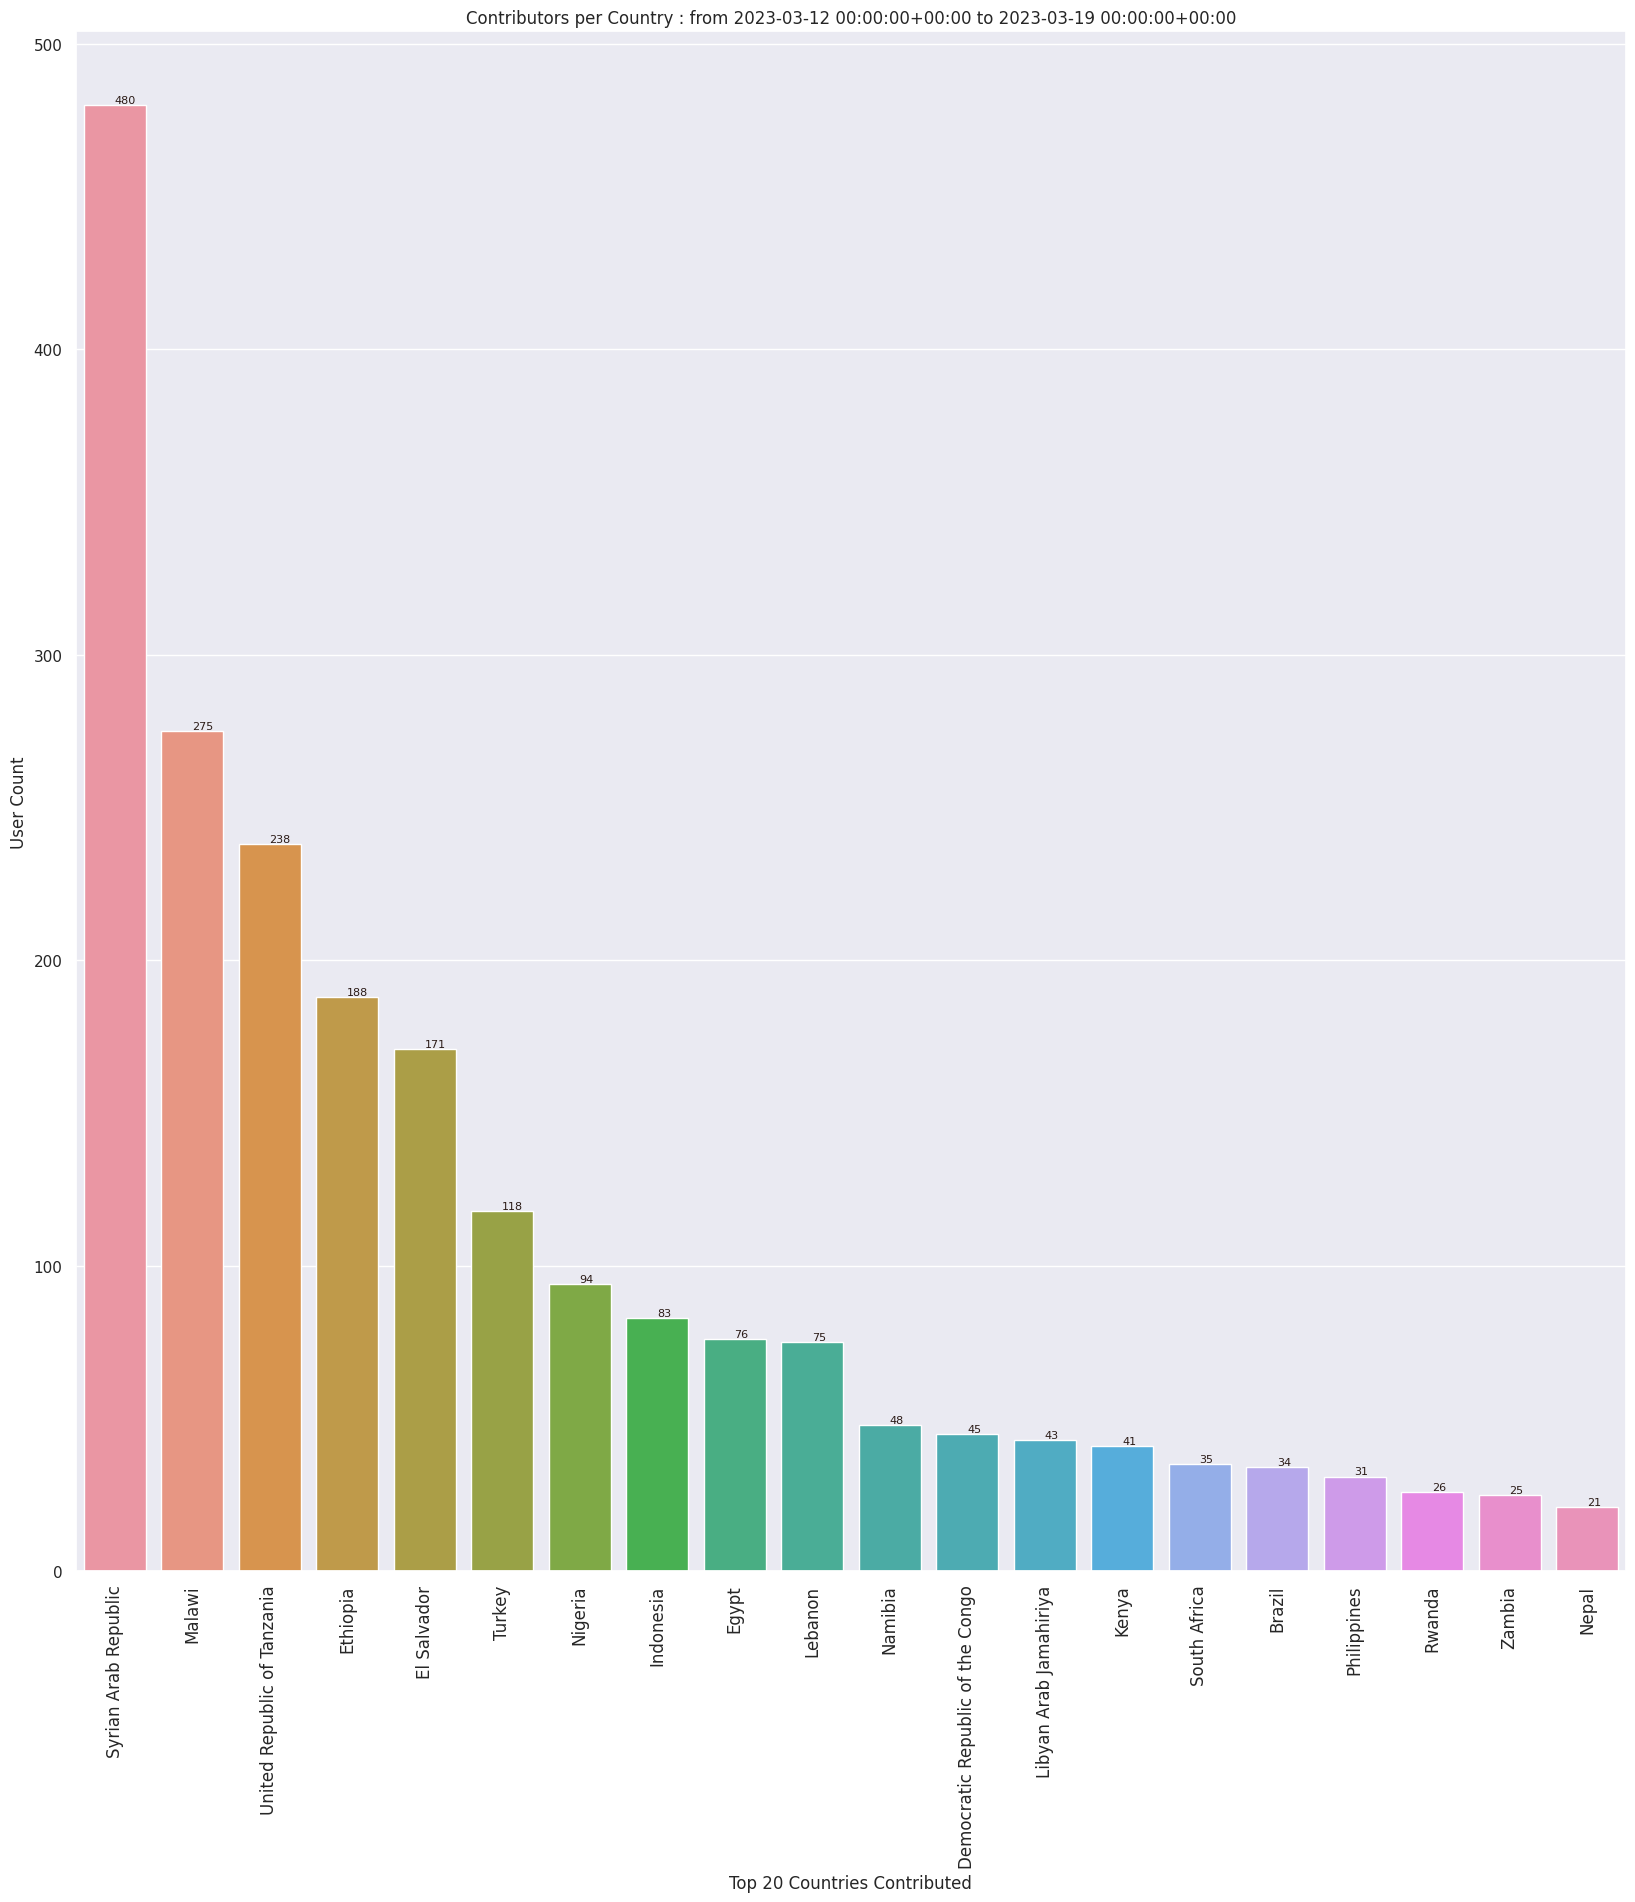 Contributors per Country : from 2023-03-12 00:00:00+00:00 to 2023-03-19 00:00:00+00:00
User Count
500
400
300
200
100
0
480
275
238
188
171
118
94
83
76
75
48
45
43
41
35
34
31
26
25
21
Syrian Arab Republic
Malawi
United Republic of Tanzania
Ethiopia
El Salvador
Turkey
Nigeria
Indonesia
Egypt
Lebanon
Namibia
Democratic Republic of the Congo
Libyan Arab Jamahiriya
Kenya
South Africa
Brazil
Philippines
Rwanda
Zambia
Nepal
Top 20 Countries Contributed